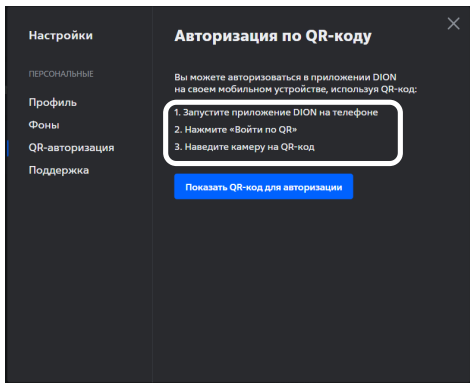 Настройки
ПЕРСОНАЛЬНЫЕ
Профиль
Фоны
QR-авторизация
Поддержка
Авторизация по QR-коду
Вы можете авторизоваться в приложении DION
на своем мобильном устройстве, используя QR-код:
1. Запустите приложение DION на телефоне
2. Нажмите «Войти по QR»
3. Наведите камеру на QR-код
Показать QR-код для авторизации